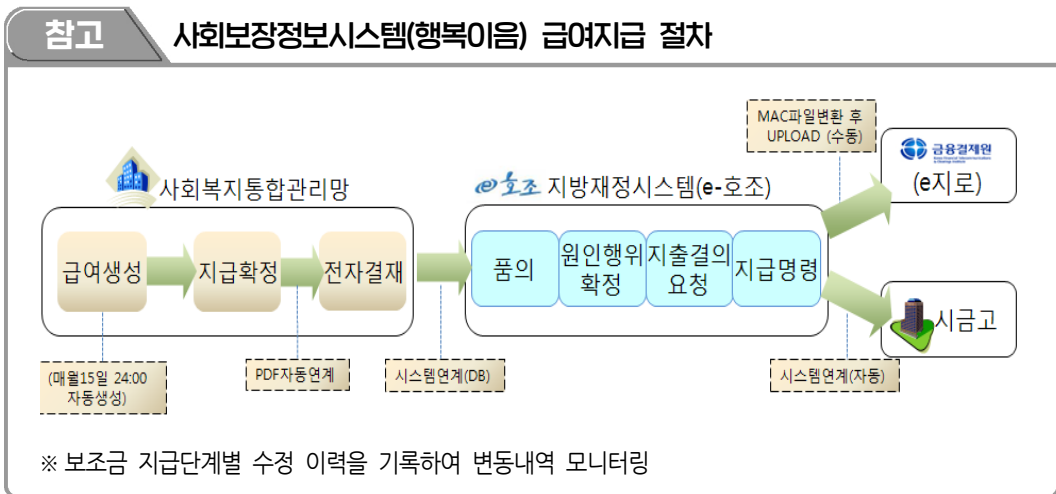 참고 사회보장정보시스템(행복이음) 급여지급 절차
MAC파일변환 후
UPLOAD (수동)
금융결제원
(e지로)
사회복지통합관리망
e호조 지방재정시스템(e-호조)
급여생성
지급확정
전자결재
품의
원인행위
확정
지출결의
요청
지급명령
시금고
(매월15일 24:00
자동생성)
PDF자동연계
시스템연계(DB)
시스템연계(자동)
※ 보조금 지급단계별 수정 이력을 기록하여 변동내역 모니터링